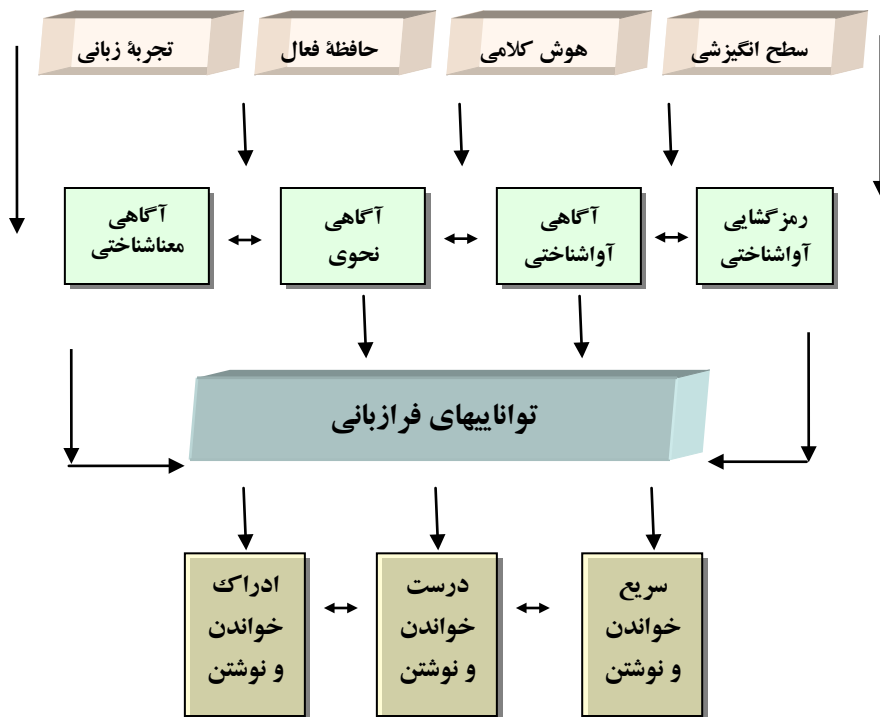 سطح انگیزشی
هوش کلامی
حافظهٔ فعال
تجربهٔ زبانی
رمزگشایی
آواشناختی
آگاهی
آواشناختی
آگاهی
نحوی
آگاهی
معناشناختی
تواناییهای فرازبانی
سریع
خواندن
و نوشتن
درست
خواندن
و نوشتن
ادراک
خواندن
و نوشتن